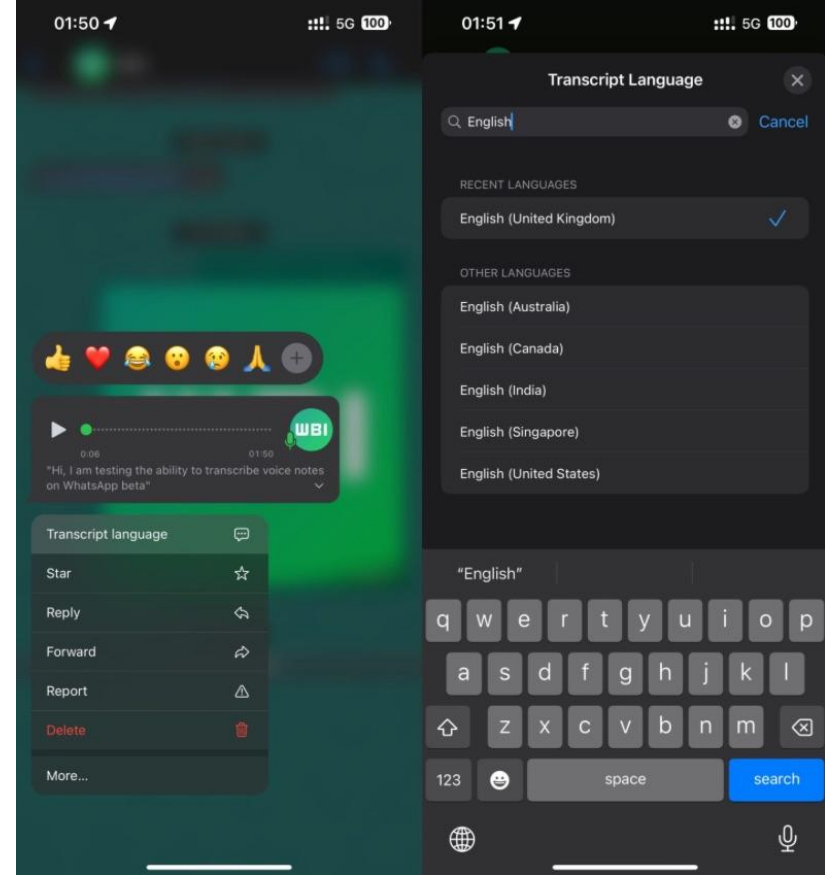 01:50
5G 100
WBI
0:06
01:50
"Hi, I am testing the ability to transcribe voice notes
on WhatsApp beta"
Transcript language
Star
Reply
Forward
Report
Delete
More...
01:51
5G 100
Transcript Language
English
Cancel
RECENT LANGUAGES
English (United Kingdom)
OTHER LANGUAGES
English (Australia)
English (Canada)
English (India)
English (Singapore)
English (United States)
“English”
q w e r t y u i o p
a s d f g h j k l
z x c v b n m
123 space search